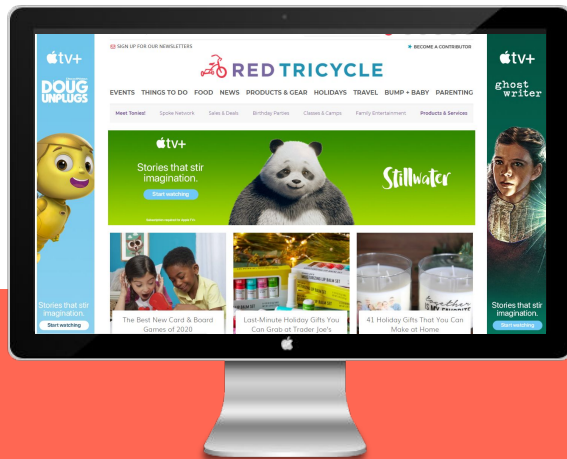 SIGN UP FOR OUR NEWSLETTERS
BECOME A CONTRIBUTOR
RED TRICYCLE
EVENTS THINGS TO DO FOOD NEWS PRODUCTS & GEAR HOLIDAYS TRAVEL BUMP + BABY PARENTING
Meet Tonies! Spoke Network Sales & Deals Birthday Parties Classes & Camps Family Entertainment Products & Services
tv+
DOUG
UNPLUGS
Stories that stir
imagination.
Start watching
tv+
Stories that stir
imagination.
Start watching
Stillwater
tv+
ghost
writer
Stories that stir
imagination.
Start watching
The Best New Card & Board
Games of 2020
Last-Minute Holiday Gifts You
Can Grab at Trader Joe's
41 Holiday Gifts That You Can
Make at Home